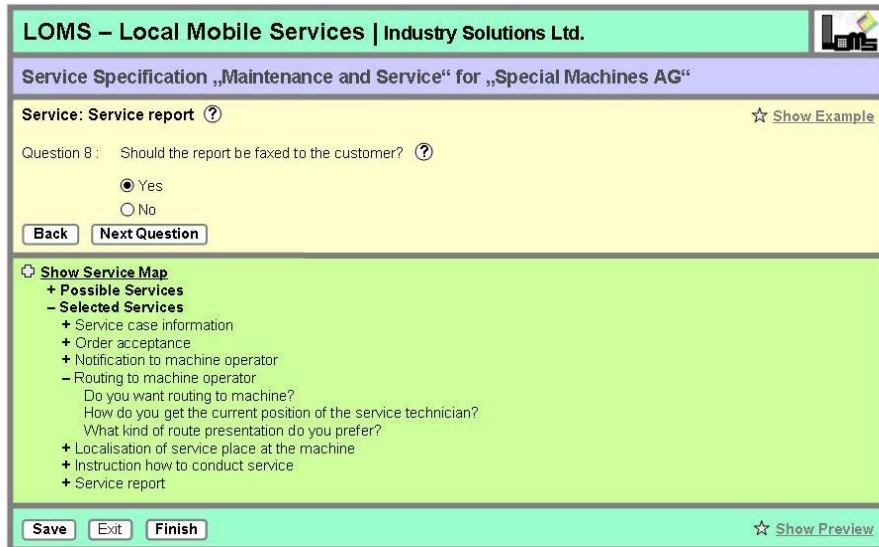 LOMS – Local Mobile Services | Industry Solutions Ltd.
LOMS
Service Specification „Maintenance and Service“ for „Special Machines AG“
Service: Service report ?
☆ Show Example
Question 8 : Should the report be faxed to the customer? ?
Yes
No
Back Next Question
Show Service Map
+ Possible Services
– Selected Services
+ Service case information
+ Order acceptance
+ Notification to machine operator
– Routing to machine operator
Do you want routing to machine?
How do you get the current position of the service technician?
What kind of route presentation do you prefer?
+ Localisation of service place at the machine
+ Instruction how to conduct service
+ Service report
Save Exit Finish ☆ Show Preview